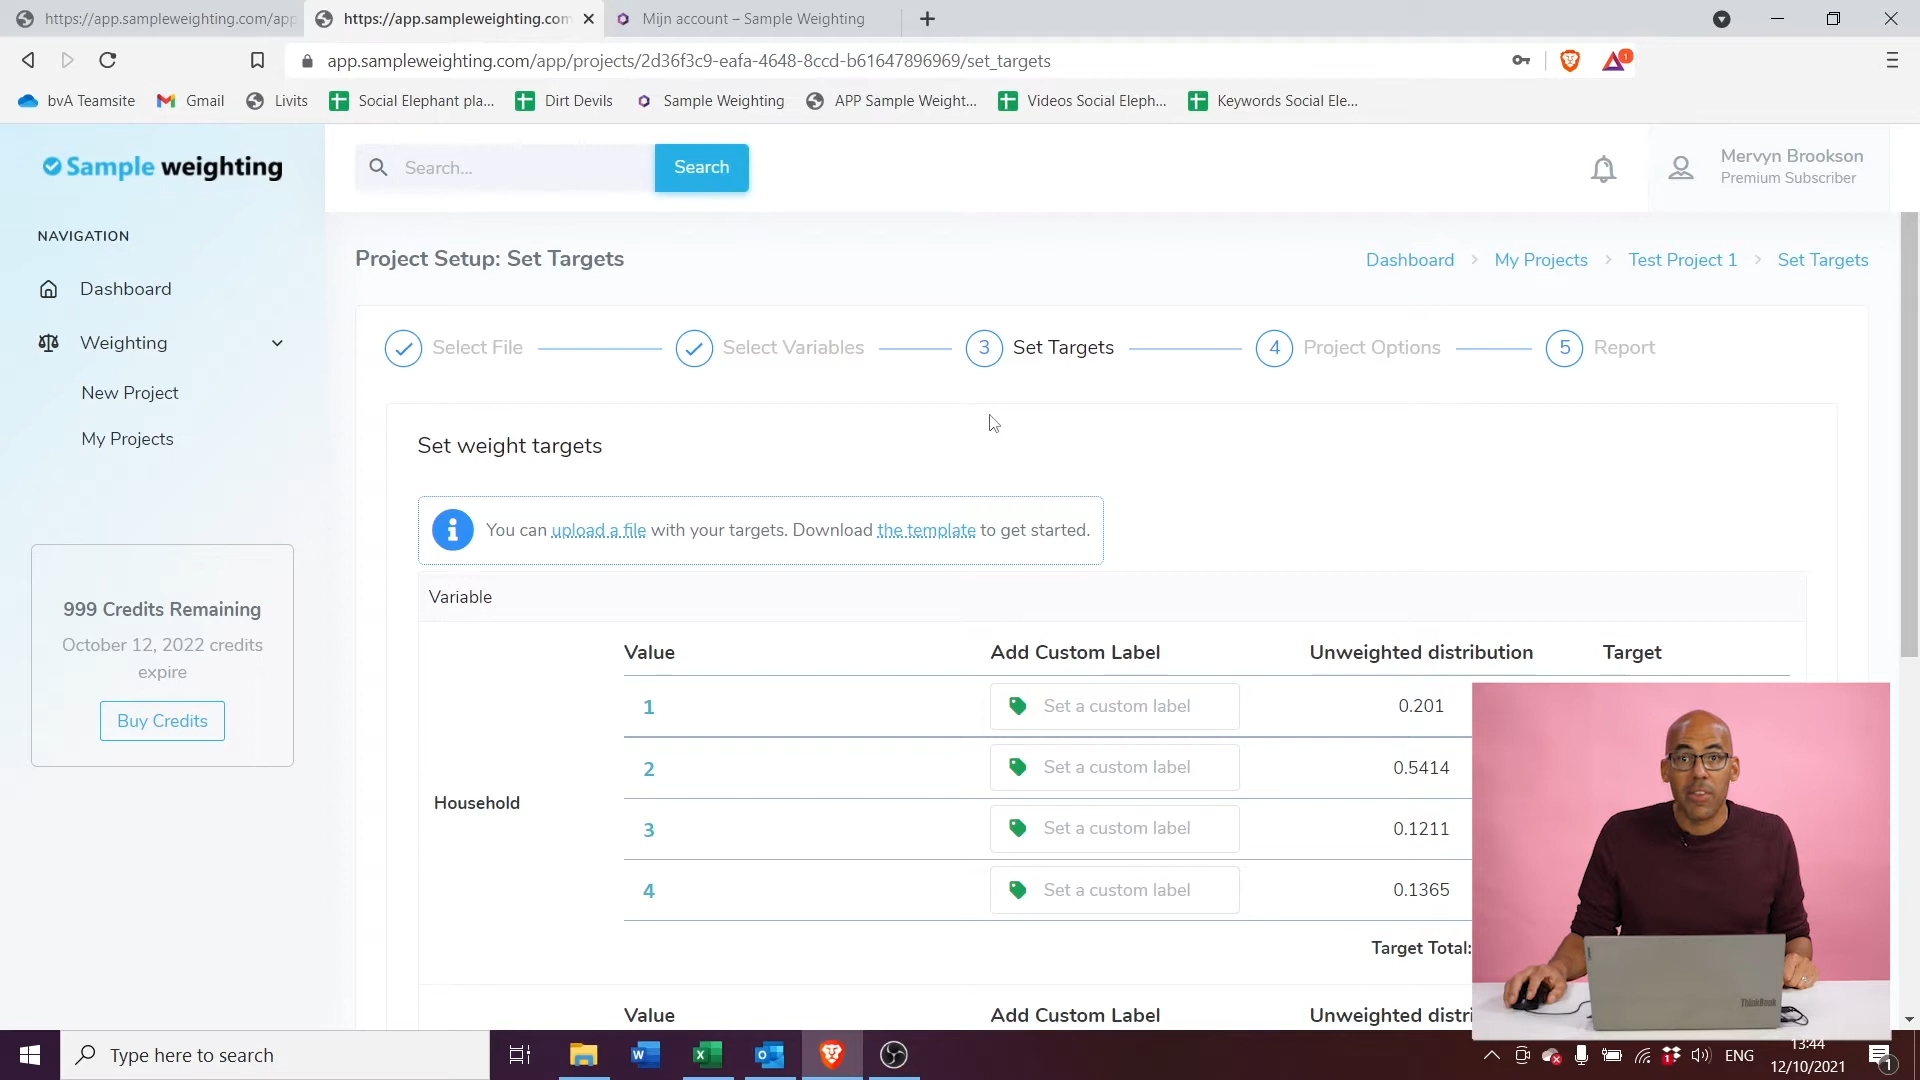 https://app.sampleweighting.com/app
https://app.sampleweighting.com
Mijn account – Sample Weighting
app.sampleweighting.com/app/projects/2d36f3c9-eafa-4648-8ccd-b61647896969/set_targets
1
bvA Teamsite
Gmail
Livits
Social Elephant pla...
Dirt Devils
Sample Weighting
APP Sample Weight...
Videos Social Eleph...
Keywords Social Ele...
Sample weighting
Search...
Search
Mervyn Brookson
Premium Subscriber
NAVIGATION
Dashboard
Weighting
New Project
My Projects
999 Credits Remaining
October 12, 2022 credits
expire
Buy Credits
Project Setup: Set Targets
Dashboard > My Projects > Test Project 1 > Set Targets
Select File
Select Variables
3 Set Targets
4 Project Options
5 Report
Set weight targets
You can upload a file with your targets. Download the template to get started.
Variable
Value Add Custom Label Unweighted distribution Target
Household
1 Set a custom label 0.201
2 Set a custom label 0.5414
3 Set a custom label 0.1211
4 Set a custom label 0.1365
Target Total:
Value Add Custom Label Unweighted distri
ThinkBook
Type here to search
ENG
13:44
12/10/2021
1